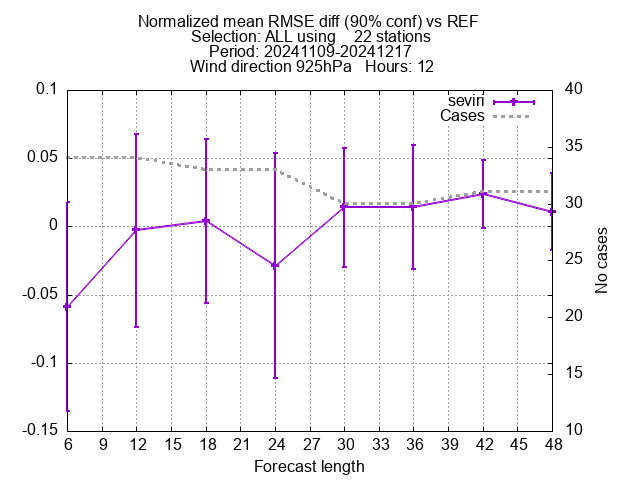 Normalized mean RMSE diff (90% conf) vs REF
Selection: ALL using    22 stations
Period: 20241109-20241217
Wind direction 925hPa   Hours: 12
seviri
Cases
0.1
0.05
0
-0.05
-0.1
-0.15
40
35
30
25
20
15
10
No cases
6 9 12 15 18 21 24 27 30 33 36 39 42 45 48
Forecast length